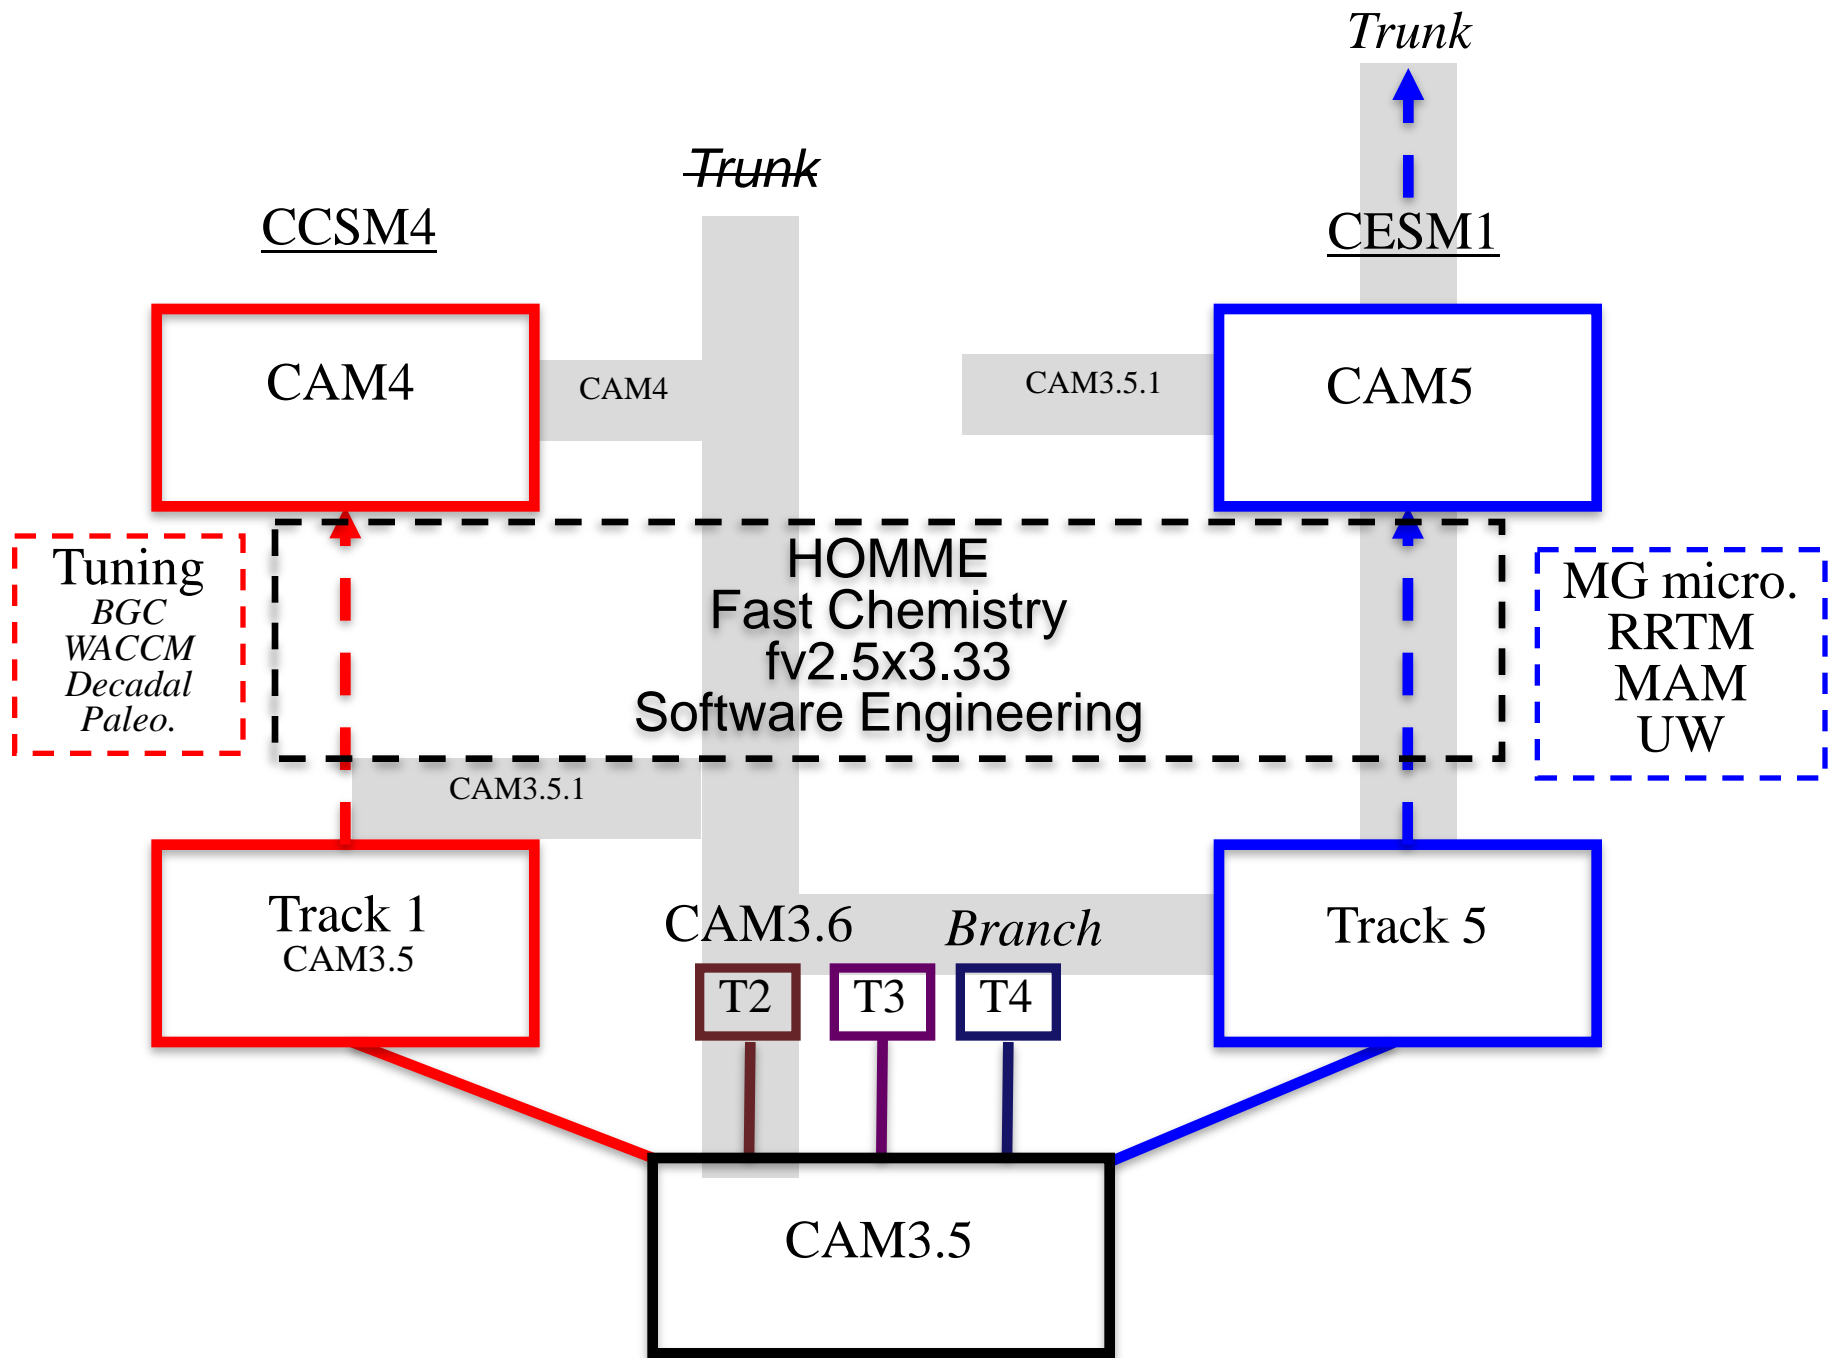 Trunk
Trunk
CCSM4
CESM1
CAM4
CAM4
CAM3.5.1
CAM5
Tuning
BGC
WACCM
Decadal
Paleo.
HOMME
Fast Chemistry
fv2.5x3.33
Software Engineering
MG micro.
RRTM
MAM
UW
CAM3.5.1
Track 1
CAM3.5
CAM3.6
Branch
Track 5
T2
T3
T4
CAM3.5